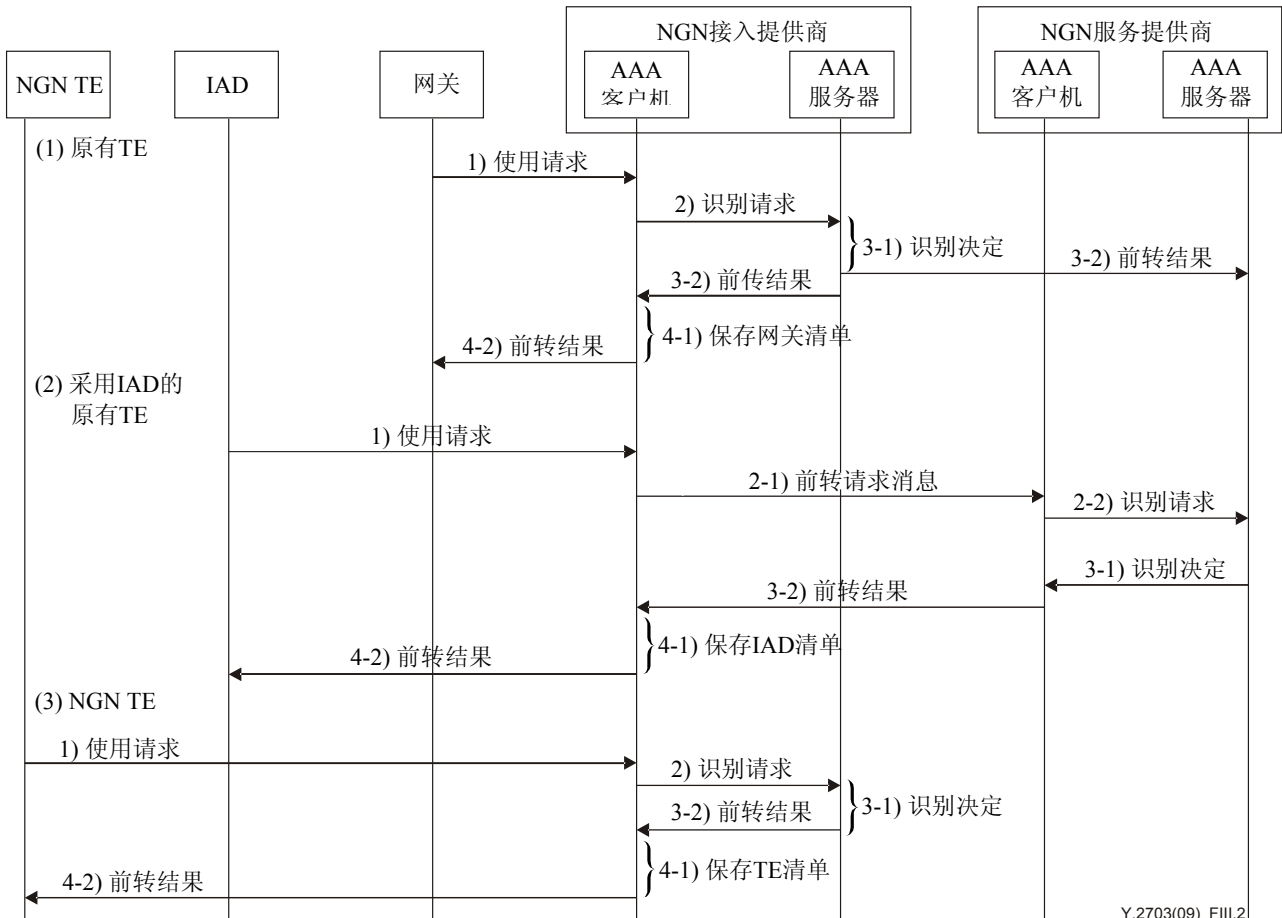 NGN接入提供商
NGN服务提供商
NGN TE
IAD
网关
AAA
客户机
AAA
服务器
AAA
客户机
AAA
服务器
(1) 原有TE
1) 使用请求
2) 识别请求
3-1) 识别决定
3-2) 前转结果
3-2) 前传结果
4-1) 保存网关清单
4-2) 前转结果
(2) 采用IAD的
原有TE
1) 使用请求
2-1) 前转请求消息
2-2) 识别请求
3-1) 识别决定
3-2) 前转结果
4-1) 保存IAD清单
4-2) 前转结果
(3) NGN TE
1) 使用请求
2) 识别请求
3-1) 识别决定
3-2) 前转结果
4-1) 保存TE清单
4-2) 前转结果
Y.2703(09)_FIII.2